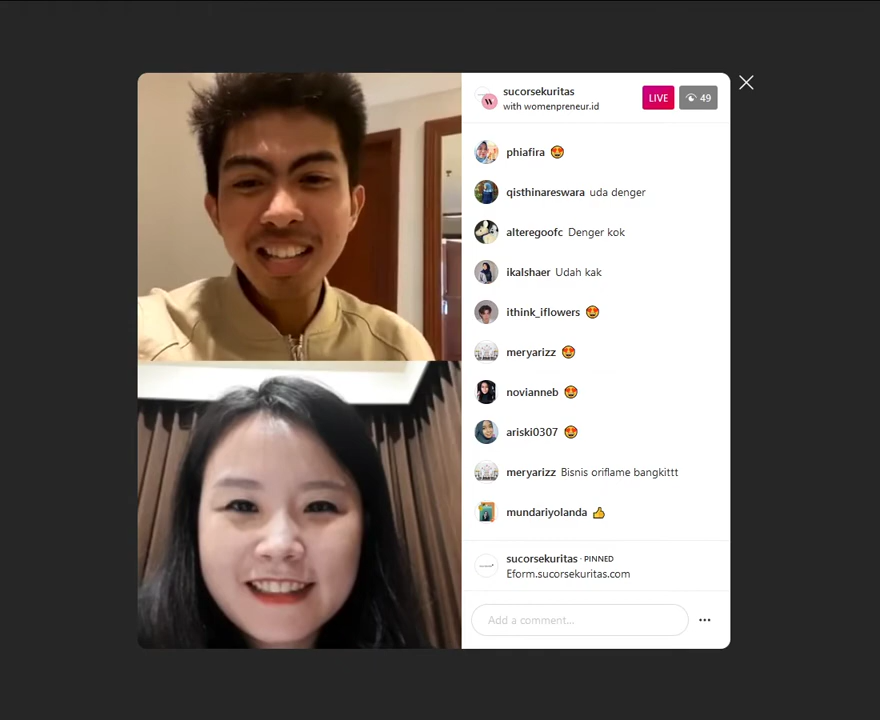 sucorsekuritas
with womenpreneur.id
LIVE
49
phiafira 😍
qisthinareswara uda denger
alteregoofc Denger kok
ikalshaer Udah kak
ithink_iflowers 😍
meryarizz 😍
novianneb 😍
ariski0307 😍
meryarizz Bisnis oriflame bangkittt
mundariyolanda 👍
sucorsekuritas · PINNED
Eform.sucorsekuritas.com
Add a comment...